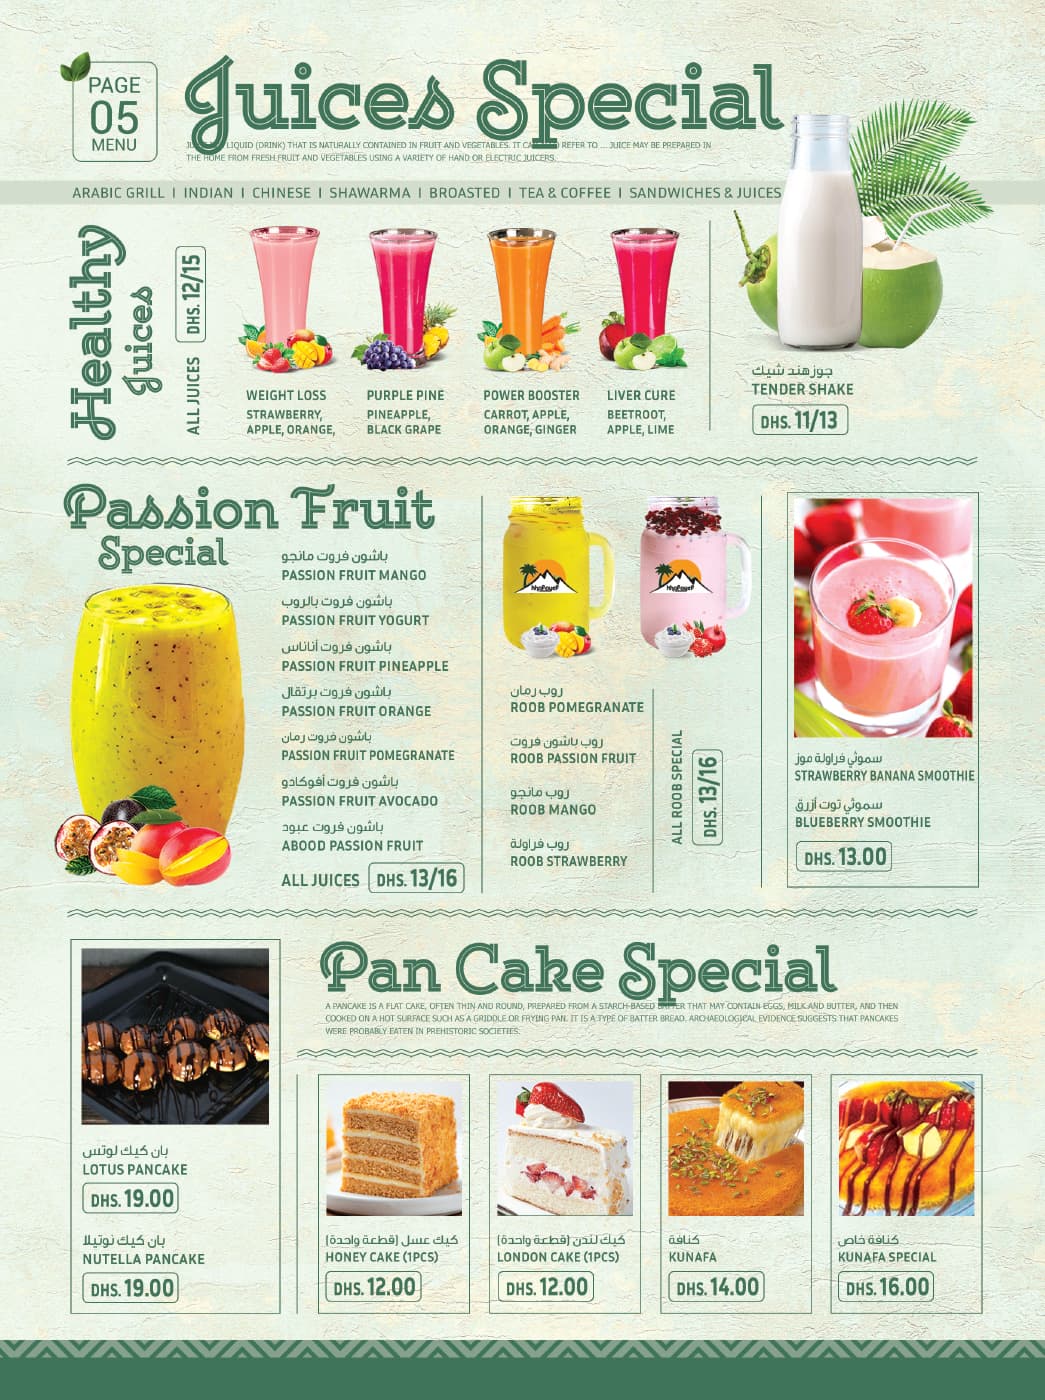 PAGE
05
MENU
Juices Special
LIQUID (DRINK) THAT IS NATURALLY CONTAINED IN FRUIT AND VEGETABLES. IT REFER TO ... JUICE MAY BE PREPARED IN
THE HOME FROM FRESH FRUIT AND VEGETABLES USING A VARIETY OF HAND OR ELECTRIC JUICERS.
ARABIC GRILL I INDIAN I CHINESE I SHAWARMA I BROASTED I TEA & COFFEE I SANDWICHES & JUICES
Healthy
Juices
ALL JUICES DHS. 12/15
WEIGHT LOSS
STRAWBERRY,
APPLE, ORANGE,
PURPLE PINE
PINEAPPLE,
BLACK GRAPE
POWER BOOSTER
CARROT, APPLE,
ORANGE, GINGER
LIVER CURE
BEETROOT,
APPLE, LIME
جوز هند شيك
TENDER SHAKE
DHS. 11/13
Passion Fruit
Special
باشون فروت مانجو
PASSION FRUIT MANGO
باشون فروت بالروب
PASSION FRUIT YOGURT
باشون فروت أناناس
PASSION FRUIT PINEAPPLE
باشون فروت برتقال
PASSION FRUIT ORANGE
باشون فروت رمان
PASSION FRUIT POMEGRANATE
باشون فروت أفوكادو
PASSION FRUIT AVOCADO
باشون فروت عبود
ABOOD PASSION FRUIT
ALL JUICES DHS. 13/16
روب رمان
ROOB POMEGRANATE
روب باشون فروت
ROOB PASSION FRUIT
روب مانجو
ROOB MANGO
روب فراولة
ROOB STRAWBERRY
ALL ROOB SPECIAL
DHS. 13/16
سموثي فراولة موز
STRAWBERRY BANANA SMOOTHIE
سموثي توت أزرق
BLUEBERRY SMOOTHIE
DHS. 13.00
بان كيك لوتس
LOTUS PANCAKE
DHS. 19.00
بان كيك نوتيلا
NUTELLA PANCAKE
DHS. 19.00
Pan Cake Special
A PANCAKE IS A FLAT CAKE, OFTEN THIN AND ROUND, PREPARED FROM A STARCH-BASED BATTER THAT MAY CONTAIN EGGS, MILK AND BUTTER, AND THEN
COOKED ON A HOT SURFACE SUCH AS A GRIDDLE OR FRYING PAN. IT IS A TYPE OF BATTER BREAD. ARCHAEOLOGICAL EVIDENCE SUGGESTS THAT PANCAKES
WERE PROBABLY EATEN IN PREHISTORIC SOCIETIES.
كيك عسل (قطعة واحدة)
HONEY CAKE (1PCS)
DHS. 12.00
كيك لندن (قطعة واحدة)
LONDON CAKE (1PCS)
DHS. 12.00
كنافة
KUNAFA
DHS. 14.00
كنافة خاص
KUNAFA SPECIAL
DHS. 16.00